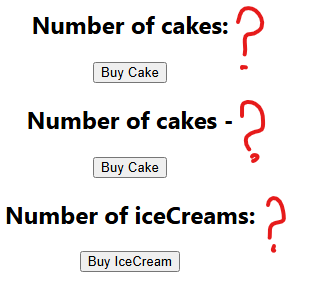 Number of cakes: ?
Buy Cake
Number of cakes - ?
Buy Cake
Number of iceCreams: ?
Buy IceCream